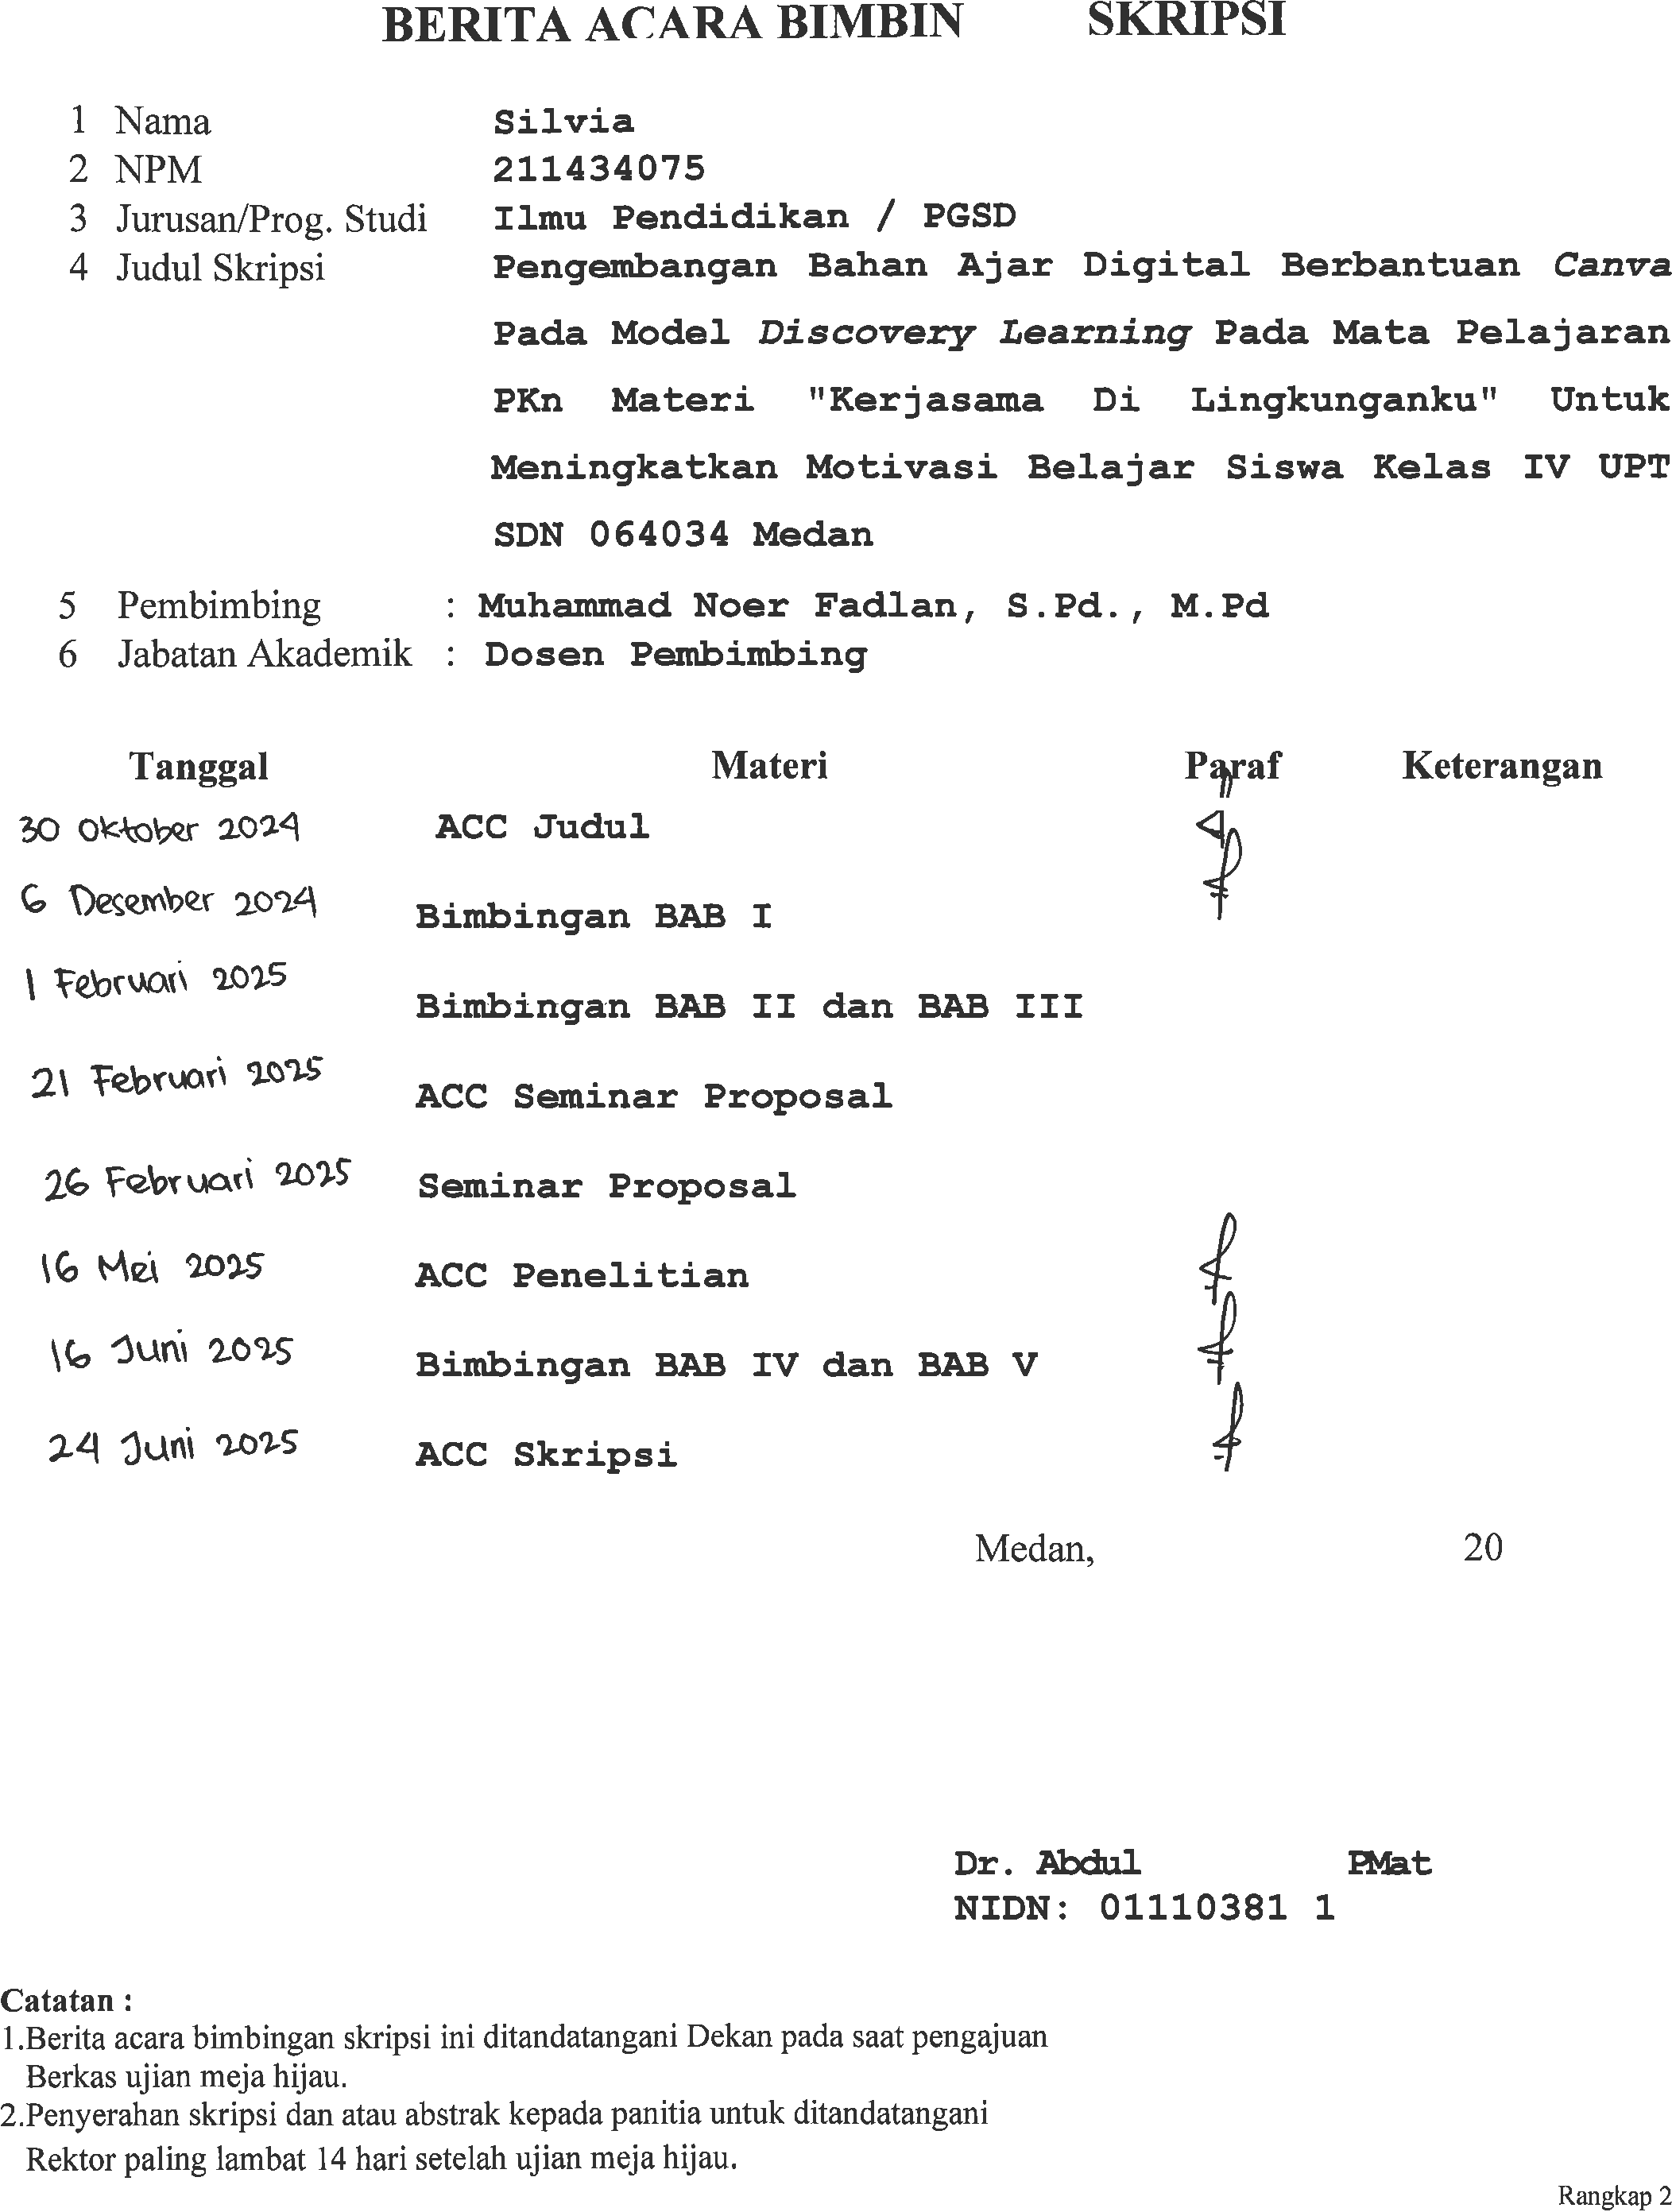 BERITA ACARA BIMBIN SKRIPSI
1 Nama Silvia
2 NPM 211434075
3 Jurusan/Prog. Studi Ilmu Pendidikan / PGSD
4 Judul Skripsi Pengembangan Bahan Ajar Digital Berbantuan Canva
Pada Model Discovery Learning Pada Mata Pelajaran
PKn Materi "Kerjasama Di Lingkunganku" Untuk
Meningkatkan Motivasi Belajar Siswa Kelas IV UPT
SDN 064034 Medan
5 Pembimbing : Muhammad Noer Fadlan, S.Pd., M.Pd
6 Jabatan Akademik : Dosen Pembimbing
Tanggal Materi Paraf Keterangan
30 Oktober 2024 ACC Judul
6 Desember 2024 Bimbingan BAB I
1 Februari 2025 Bimbingan BAB II dan BAB III
21 Februari 2025 ACC Seminar Proposal
26 Februari 2025 Seminar Proposal
16 Mei 2025 ACC Penelitian
16 Juni 2025 Bimbingan BAB IV dan BAB V
24 Juni 2025 ACC Skripsi
Medan, 20
Dr. Abdul PMat
NIDN: 01110381 1
Catatan :
1.Berita acara bimbingan skripsi ini ditandatangani Dekan pada saat pengajuan
Berkas ujian meja hijau.
2.Penyerahan skripsi dan atau abstrak kepada panitia untuk ditandatangani
Rektor paling lambat 14 hari setelah ujian meja hijau.
Rangkap 2